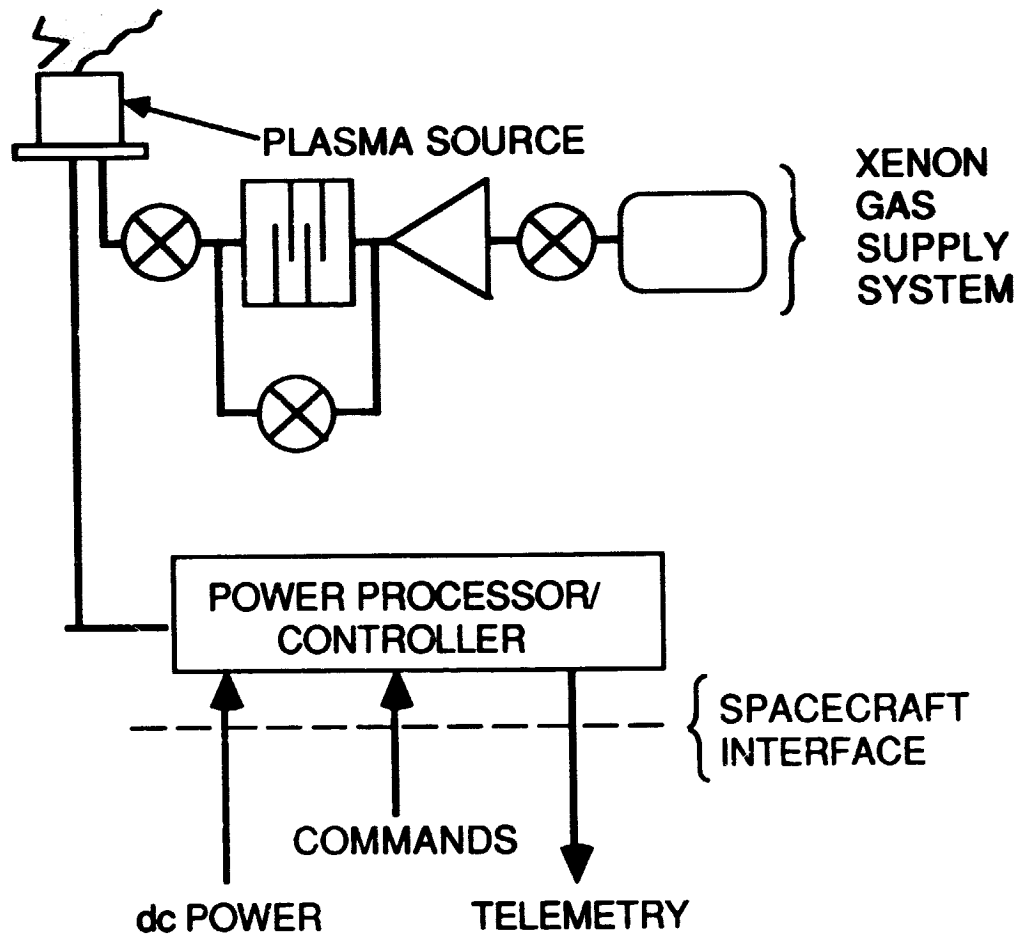 PLASMA SOURCE
XENON
GAS
SUPPLY
SYSTEM
POWER PROCESSOR/
CONTROLLER
SPACECRAFT
INTERFACE
COMMANDS
dc POWER
TELEMETRY